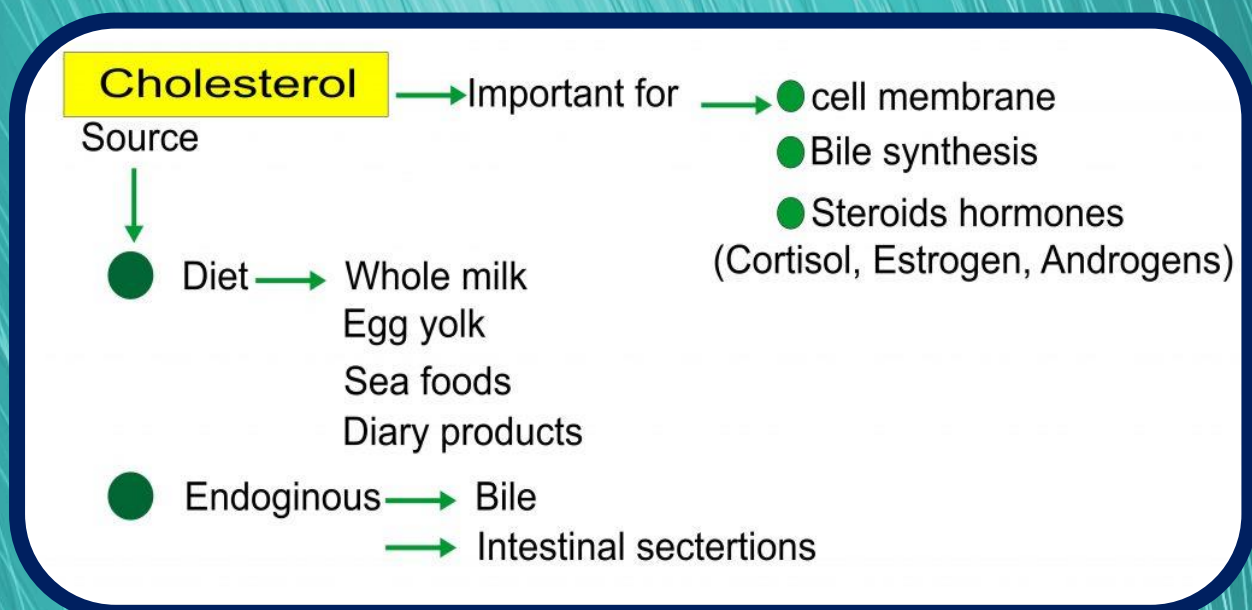 Cholesterol
Important for
cell membrane
Bile synthesis
Steroids hormones
(Cortisol, Estrogen, Androgens)
Source
Diet
Whole milk
Egg yolk
Sea foods
Diary products
Endoginous
Bile
Intestinal sectertions